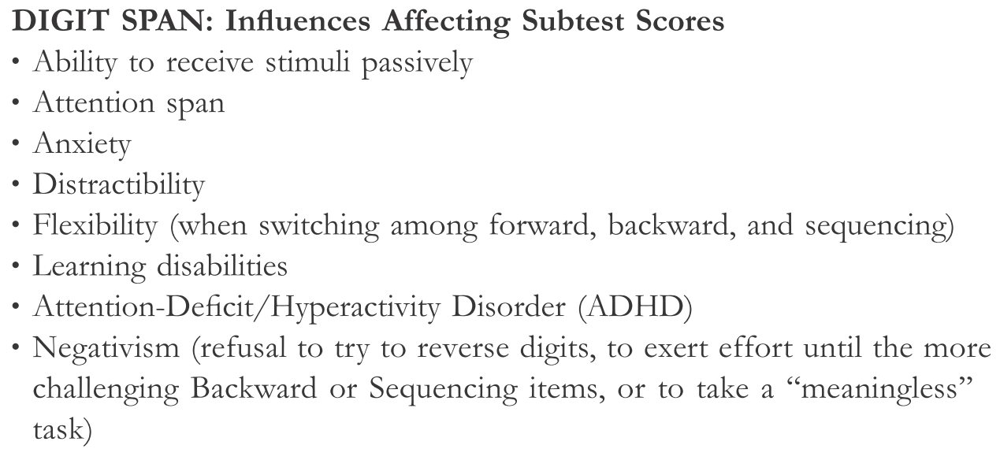 DIGIT SPAN: Influences Affecting Subtest Scores
• Ability to receive stimuli passively
• Attention span
• Anxiety
• Distractibility
• Flexibility (when switching among forward, backward, and sequencing)
• Learning disabilities
• Attention-Deficit/Hyperactivity Disorder (ADHD)
• Negativism (refusal to try to reverse digits, to exert effort until the more
challenging Backward or Sequencing items, or to take a “meaningless”
task)